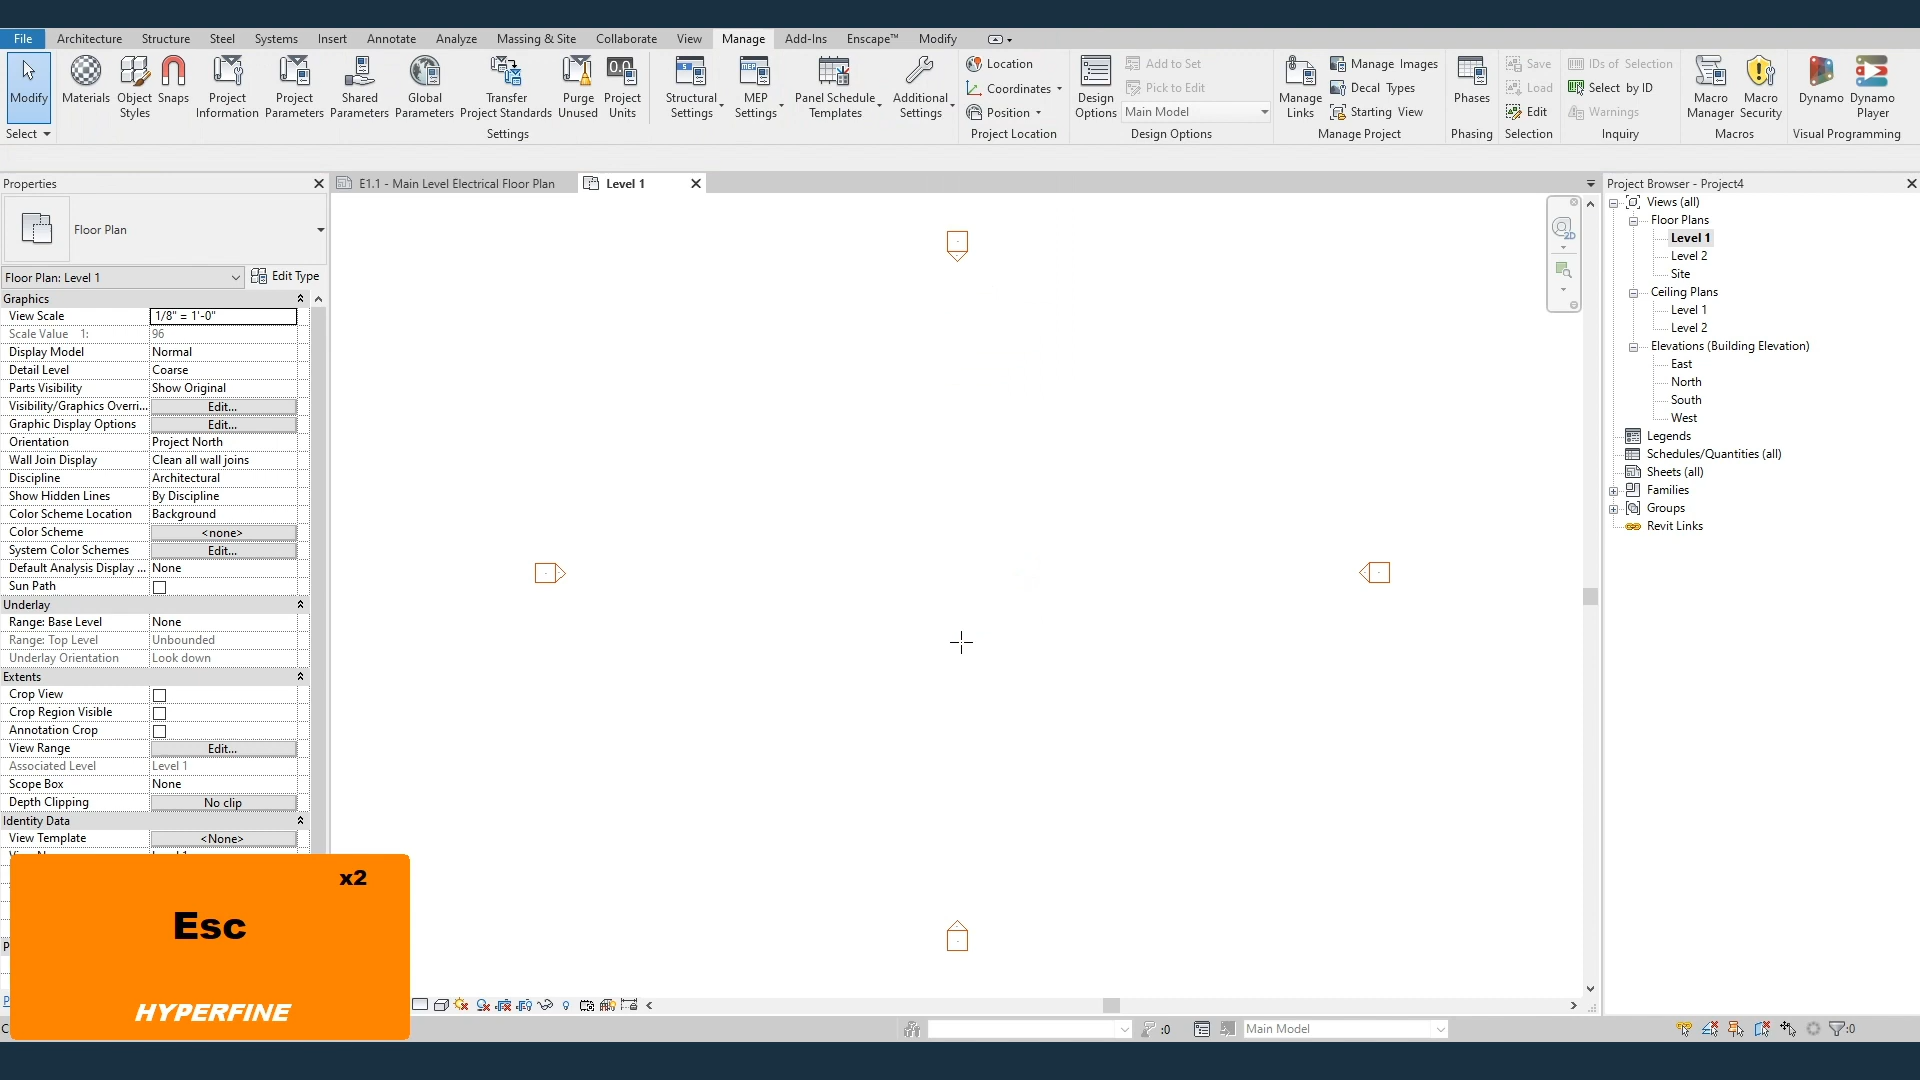 File Architecture Structure Steel Systems Insert Annotate Analyze Massing & Site Collaborate View Manage Add-Ins Enscape™ Modify
Modify
Select
Materials
Object Styles
Snaps
Project Information
Project Parameters
Shared Parameters
Global Parameters
Transfer Project Standards
Purge Unused
Project Units
Settings
Structural Settings
MEP Settings
Panel Schedule Templates
Additional Settings
Location
Coordinates
Position
Project Location
Design Options
Add to Set
Pick to Edit
Main Model
Design Options
Manage Links
Manage Images
Decal Types
Starting View
Manage Project
Phases
Phasing
Save
Load
Edit
Selection
IDs of Selection
Select by ID
Warnings
Inquiry
Macro Manager
Macro Security
Macros
Dynamo
Dynamo Player
Visual Programming
Properties
Floor Plan
Floor Plan: Level 1
Edit Type
Graphics
View Scale 1/8" = 1'-0"
Scale Value 1: 96
Display Model Normal
Detail Level Coarse
Parts Visibility Show Original
Visibility/Graphics Overri... Edit...
Graphic Display Options Edit...
Orientation Project North
Wall Join Display Clean all wall joins
Discipline Architectural
Show Hidden Lines By Discipline
Color Scheme Location Background
Color Scheme <none>
System Color Schemes Edit...
Default Analysis Display ... None
Sun Path
Underlay
Range: Base Level None
Range: Top Level Unbounded
Underlay Orientation Look down
Extents
Crop View
Crop Region Visible
Annotation Crop
View Range Edit...
Associated Level Level 1
Scope Box None
Depth Clipping No clip
Identity Data
View Template <None>
x2
Esc
HYPERFINE
E1.1 - Main Level Electrical Floor Plan
Level 1
2D
Project Browser - Project4
Views (all)
Floor Plans
Level 1
Level 2
Site
Ceiling Plans
Level 1
Level 2
Elevations (Building Elevation)
East
North
South
West
Legends
Schedules/Quantities (all)
Sheets (all)
Families
Groups
Revit Links
:0
Main Model
:0